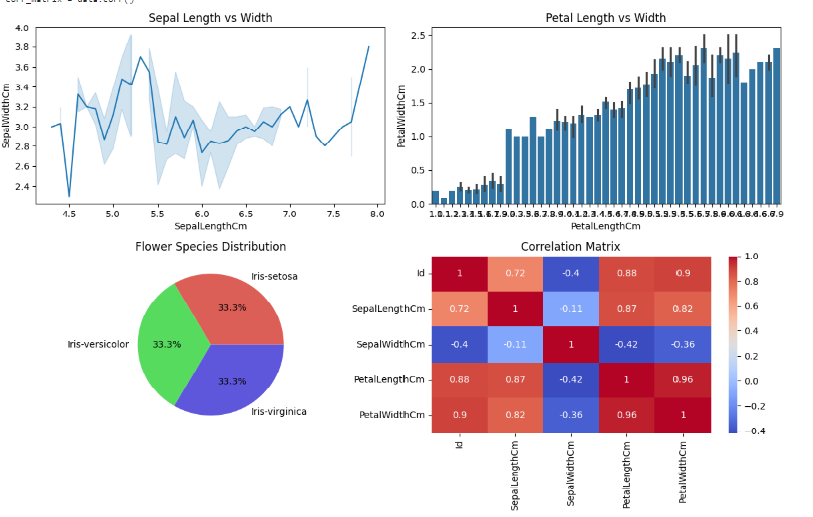 corr_matrix = data.corr()
Sepal Length vs Width
4.0
3.8
3.6
3.4
3.2
3.0
2.8
2.6
2.4
SepalWidthCm
4.5 5.0 5.5 6.0 6.5 7.0 7.5 8.0
SepalLengthCm
Petal Length vs Width
2.5
2.0
1.5
1.0
0.5
0.0
PetalWidthCm
PetalLengthCm
Flower Species Distribution
Iris-setosa
33.3%
Iris-versicolor
33.3%
33.3%
Iris-virginica
Correlation Matrix
Id 1 0.72 -0.4 0.88 0.9
SepalLengthCm 0.72 1 -0.11 0.87 0.82
SepalWidthCm -0.4 -0.11 1 -0.42 -0.36
PetalLengthCm 0.88 0.87 -0.42 1 0.96
PetalWidthCm 0.9 0.82 -0.36 0.96 1
Id
SepalLengthCm
SepalWidthCm
PetalLengthCm
PetalWidthCm
1.0
0.8
0.6
0.4
0.2
0.0
−0.2
−0.4